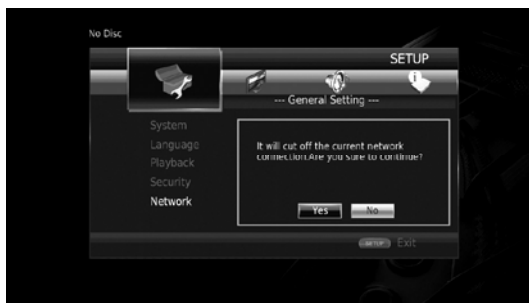 No Disc
SETUP
--- General Setting ---
System
Language
Playback
Security
Network
It will cut off the current network
connection.Are you sure to continue?
Yes
No
SETUP Exit